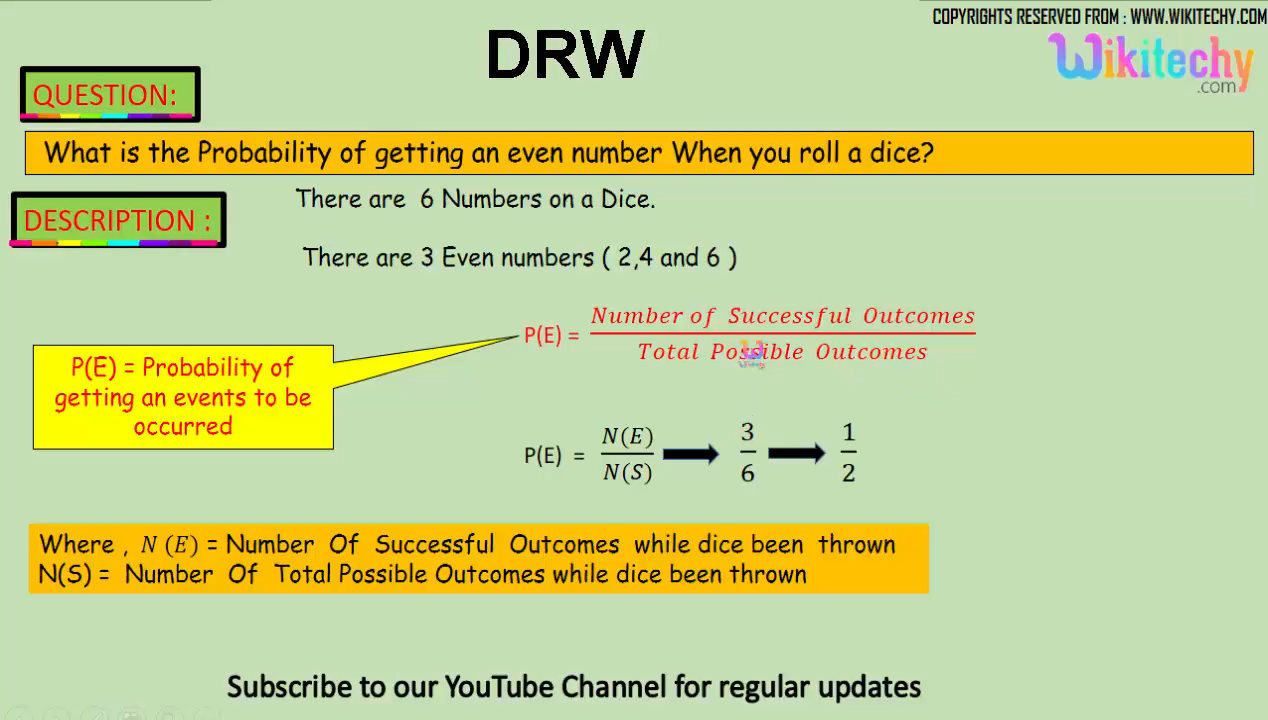 COPYRIGHTS RESERVED FROM : WWW.WIKITECHY.COM
DRW
Wikitechy
.com
QUESTION:
What is the Probability of getting an even number When you roll a dice?
DESCRIPTION :
There are 6 Numbers on a Dice.
There are 3 Even numbers ( 2,4 and 6 )
P(E) = Number of Successful Outcomes
Total Possible Outcomes
P(E) = Probability of
getting an events to be
occurred
P(E) = N(E) 3 1
N(S) 6 2
Where , N (E) = Number Of Successful Outcomes while dice been thrown
N(S) = Number Of Total Possible Outcomes while dice been thrown
Subscribe to our YouTube Channel for regular updates